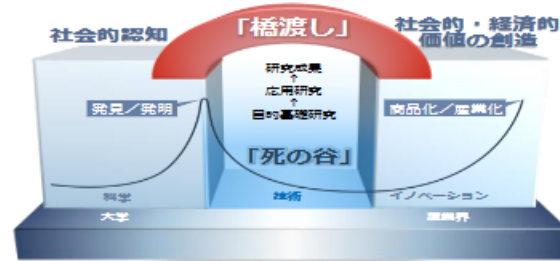 社会的認知
「橋渡し」
社会的・経済的
価値の創造
研究成果
↑
応用研究
↑
目的基礎研究
発見／発明
商品化／産業化
「死の谷」
科学
技術
イノベーション
大学
産業界